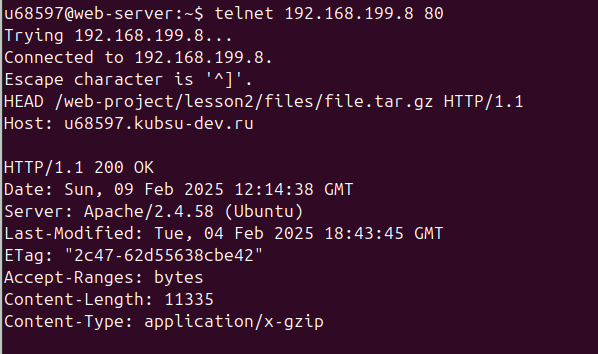 u68597@web-server:~$ telnet 192.168.199.8 80
Trying 192.168.199.8...
Connected to 192.168.199.8.
Escape character is '^]'.
HEAD /web-project/lesson2/files/file.tar.gz HTTP/1.1
Host: u68597.kubsu-dev.ru

HTTP/1.1 200 OK
Date: Sun, 09 Feb 2025 12:14:38 GMT
Server: Apache/2.4.58 (Ubuntu)
Last-Modified: Tue, 04 Feb 2025 18:43:45 GMT
ETag: "2c47-62d55638cbe42"
Accept-Ranges: bytes
Content-Length: 11335
Content-Type: application/x-gzip